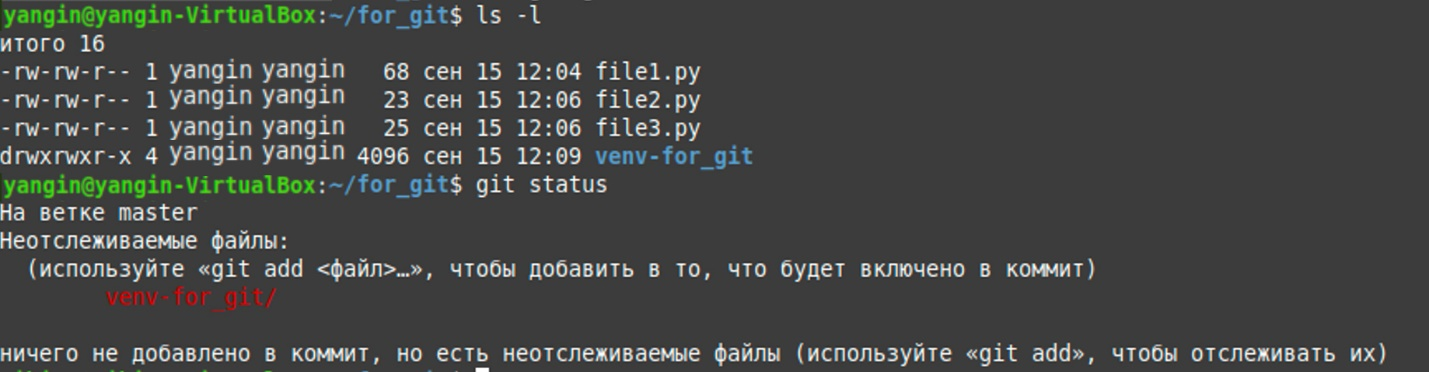 yangin@yangin-VirtualBox:~/for_git$ ls -l
итого 16
-rw-rw-r-- 1 yangin yangin 68 сен 15 12:04 file1.py
-rw-rw-r-- 1 yangin yangin 23 сен 15 12:06 file2.py
-rw-rw-r-- 1 yangin yangin 25 сен 15 12:06 file3.py
drwxrwxr-x 4 yangin yangin 4096 сен 15 12:09 venv-for_git
yangin@yangin-VirtualBox:~/for_git$ git status
На ветке master
Неотслеживаемые файлы:
(используйте «git add <файл>…», чтобы добавить в то, что будет включено в коммит)
venv-for_git/
ничего не добавлено в коммит, но есть неотслеживаемые файлы (используйте «git add», чтобы отслеживать их)